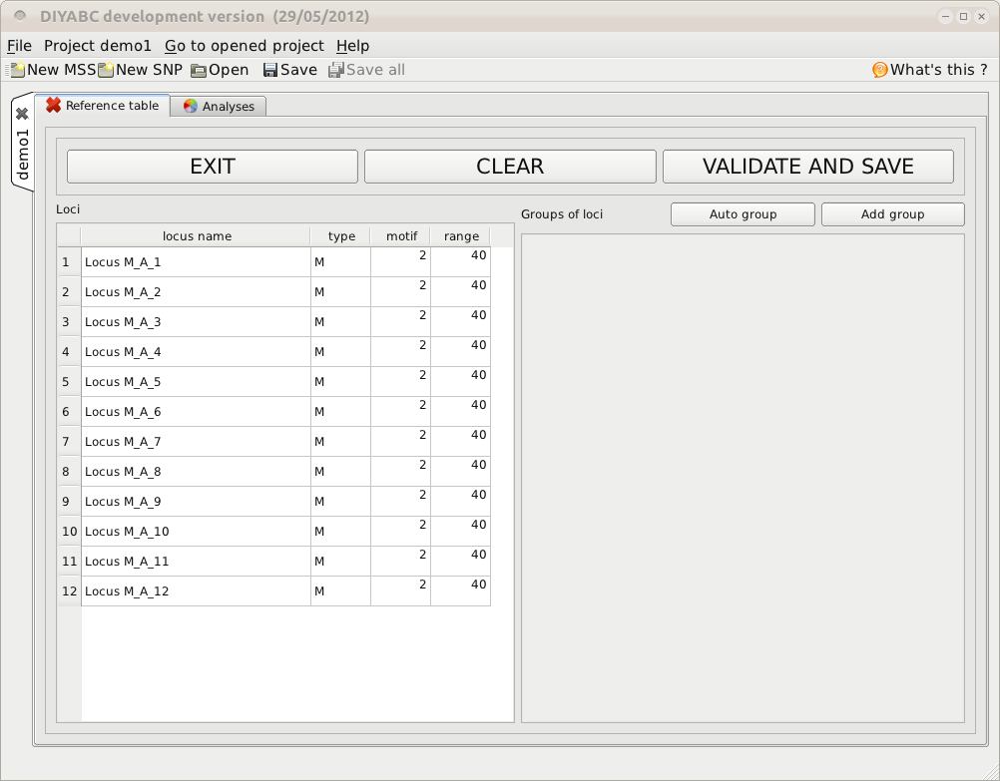 DIYABC development version (29/05/2012)
File Project demo1 Go to opened project Help
New MSS New SNP Open Save Save all What's this ?
demo1
Reference table Analyses
EXIT CLEAR VALIDATE AND SAVE
Loci
Groups of loci Auto group Add group
locus name type motif range
1 Locus M_A_1 M 2 40
2 Locus M_A_2 M 2 40
3 Locus M_A_3 M 2 40
4 Locus M_A_4 M 2 40
5 Locus M_A_5 M 2 40
6 Locus M_A_6 M 2 40
7 Locus M_A_7 M 2 40
8 Locus M_A_8 M 2 40
9 Locus M_A_9 M 2 40
10 Locus M_A_10 M 2 40
11 Locus M_A_11 M 2 40
12 Locus M_A_12 M 2 40